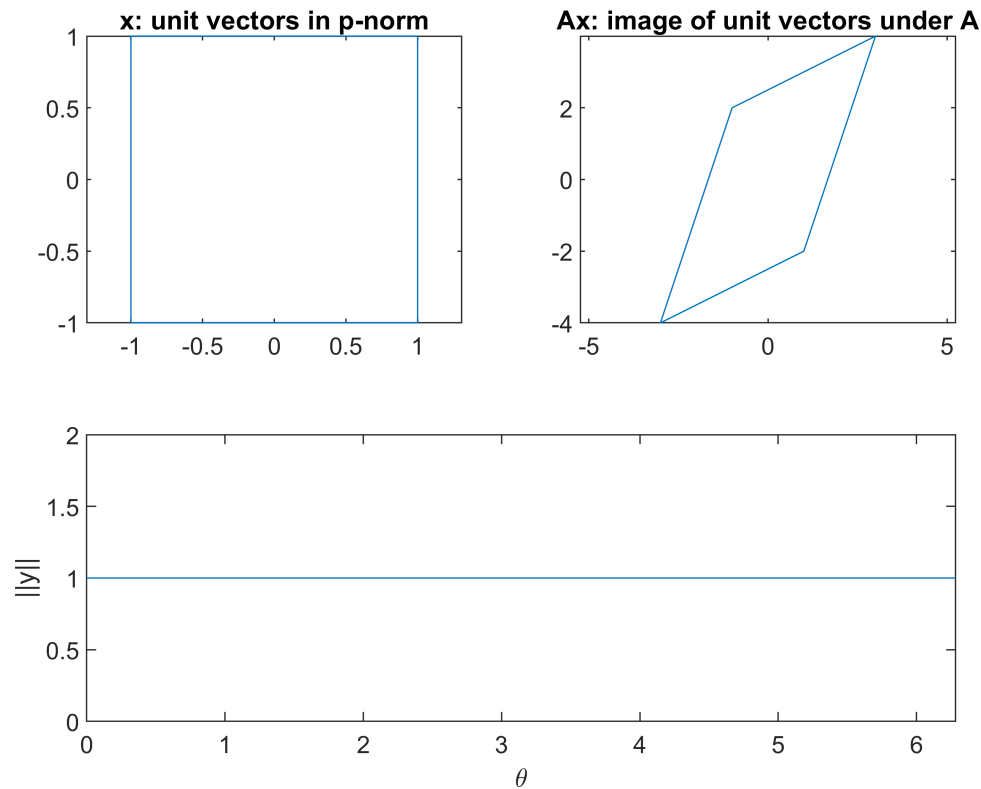 x: unit vectors in p-norm
1
0.5
0
-0.5
-1
-1 -0.5 0 0.5 1
Ax: image of unit vectors under A
2
0
-2
-4
-5 0 5
2
1.5
1
0.5
0
||y||
0 1 2 3 4 5 6
θ